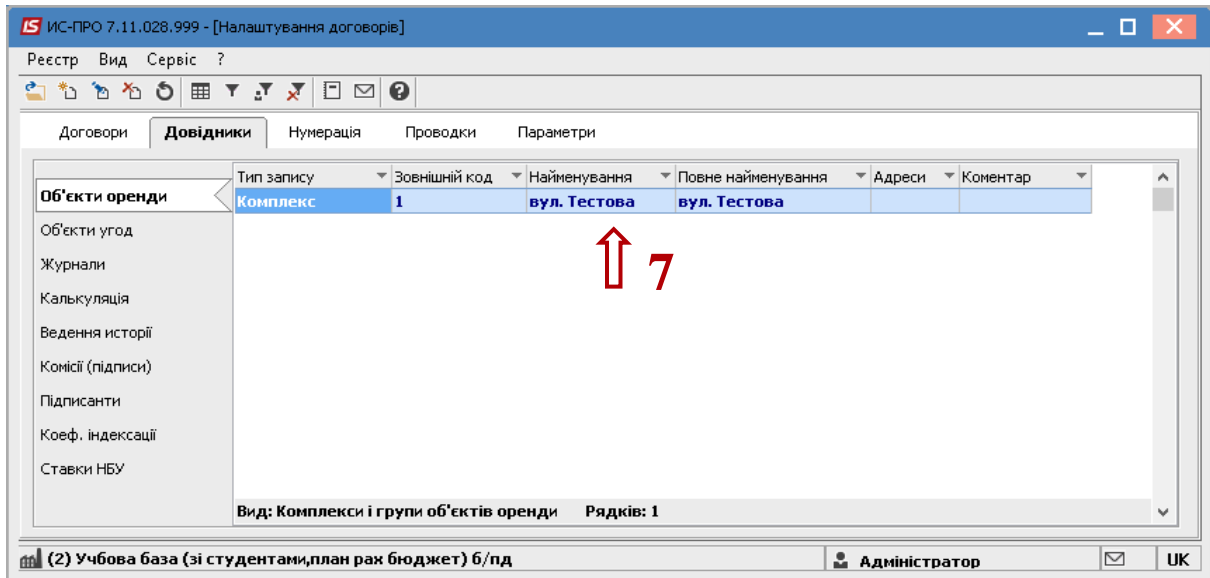 IS ИС-ПРО 7.11.028.999 - [Налаштування договорів]
Реєстр Вид Сервіс ?
Договори Довідники Нумерація Проводки Параметри
Тип запису Зовнішній код Найменування Повне найменування Адреси Коментар
Комплекс 1 вул. Тестова вул. Тестова
Об'єкти оренди
Об'єкти угод
Журнали
Калькуляція
Ведення історії
Комісії (підписи)
Підписанти
Коеф. індексації
Ставки НБУ
7
Вид: Комплекси і групи об'єктів оренди Рядків: 1
(2) Учбова база (зі студентами,план рах бюджет) б/пд Адміністратор UK